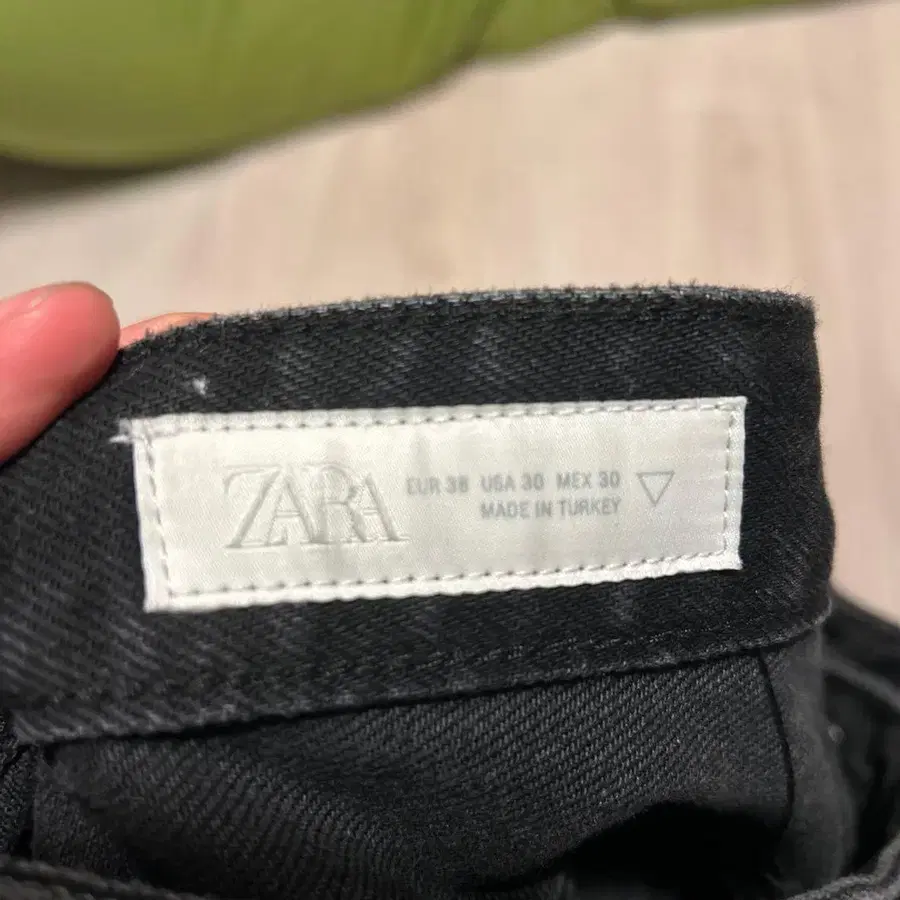 ZARA
EUR 38 USA 30 MEX 30
MADE IN TURKEY